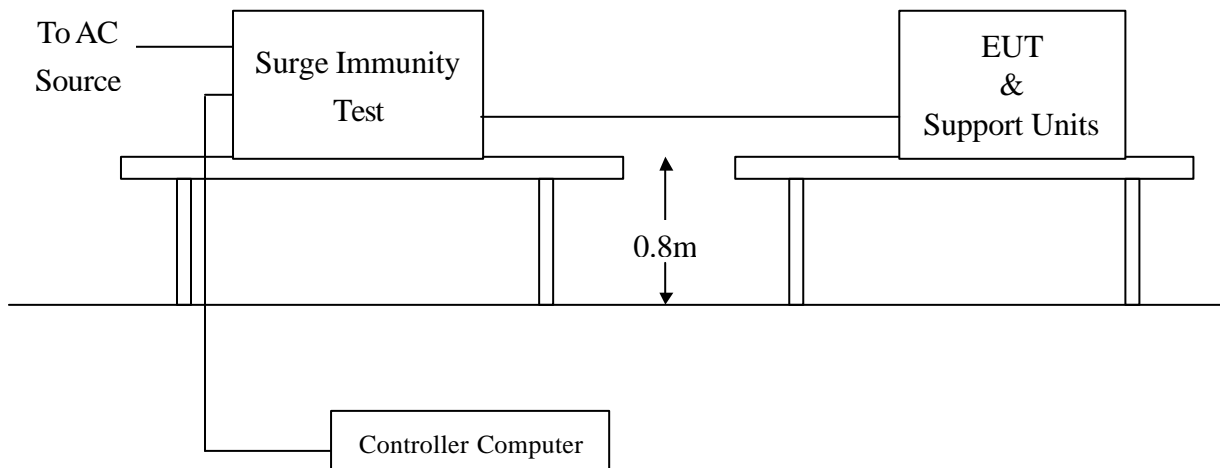 To AC
Source
Surge Immunity
Test
EUT
&
Support Units
0.8m
Controller Computer